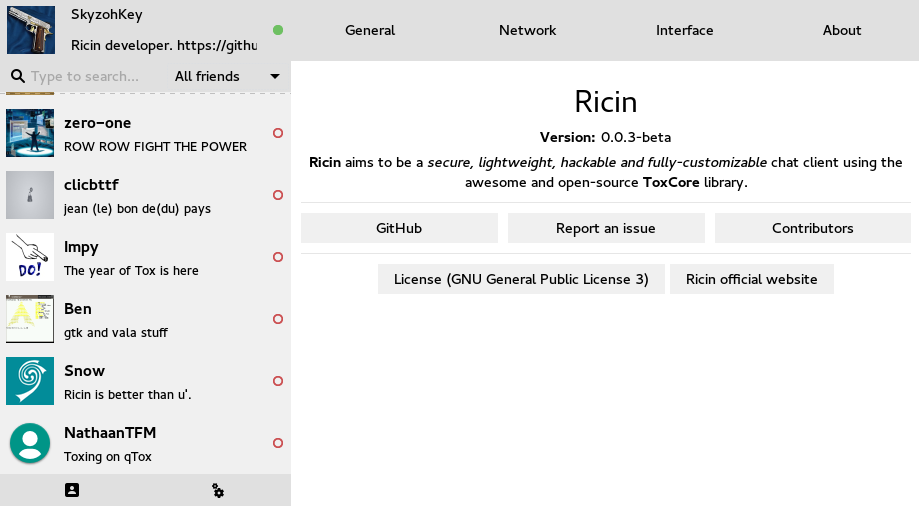 SkyzohKey
Ricin developer. https://githu
Type to search...
All friends
zero-one
ROW ROW FIGHT THE POWER
clicbttf
jean (le) bon de(du) pays
Impy
DO!
The year of Tox is here
Ben
gtk and vala stuff
Snow
Ricin is better than u'.
NathaanTFM
Toxing on qTox
General
Network
Interface
About
Ricin
Version: 0.0.3-beta
Ricin aims to be a secure, lightweight, hackable and fully-customizable chat client using the
awesome and open-source ToxCore library.
GitHub
Report an issue
Contributors
License (GNU General Public License 3)
Ricin official website